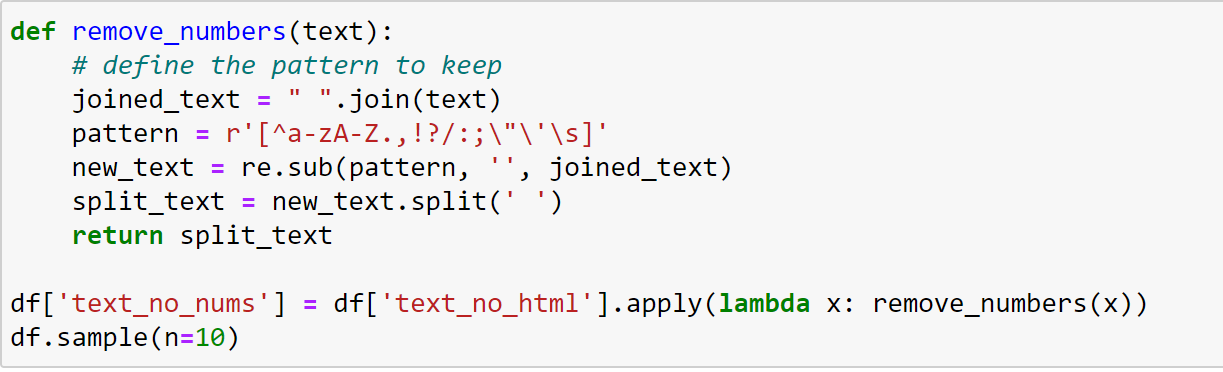 def remove_numbers(text):
    # define the pattern to keep
    joined_text = " ".join(text)
    pattern = r'[^a-zA-Z.,!?/:;\"\'\s]'
    new_text = re.sub(pattern, '', joined_text)
    split_text = new_text.split(' ')
    return split_text

df['text_no_nums'] = df['text_no_html'].apply(lambda x: remove_numbers(x))
df.sample(n=10)